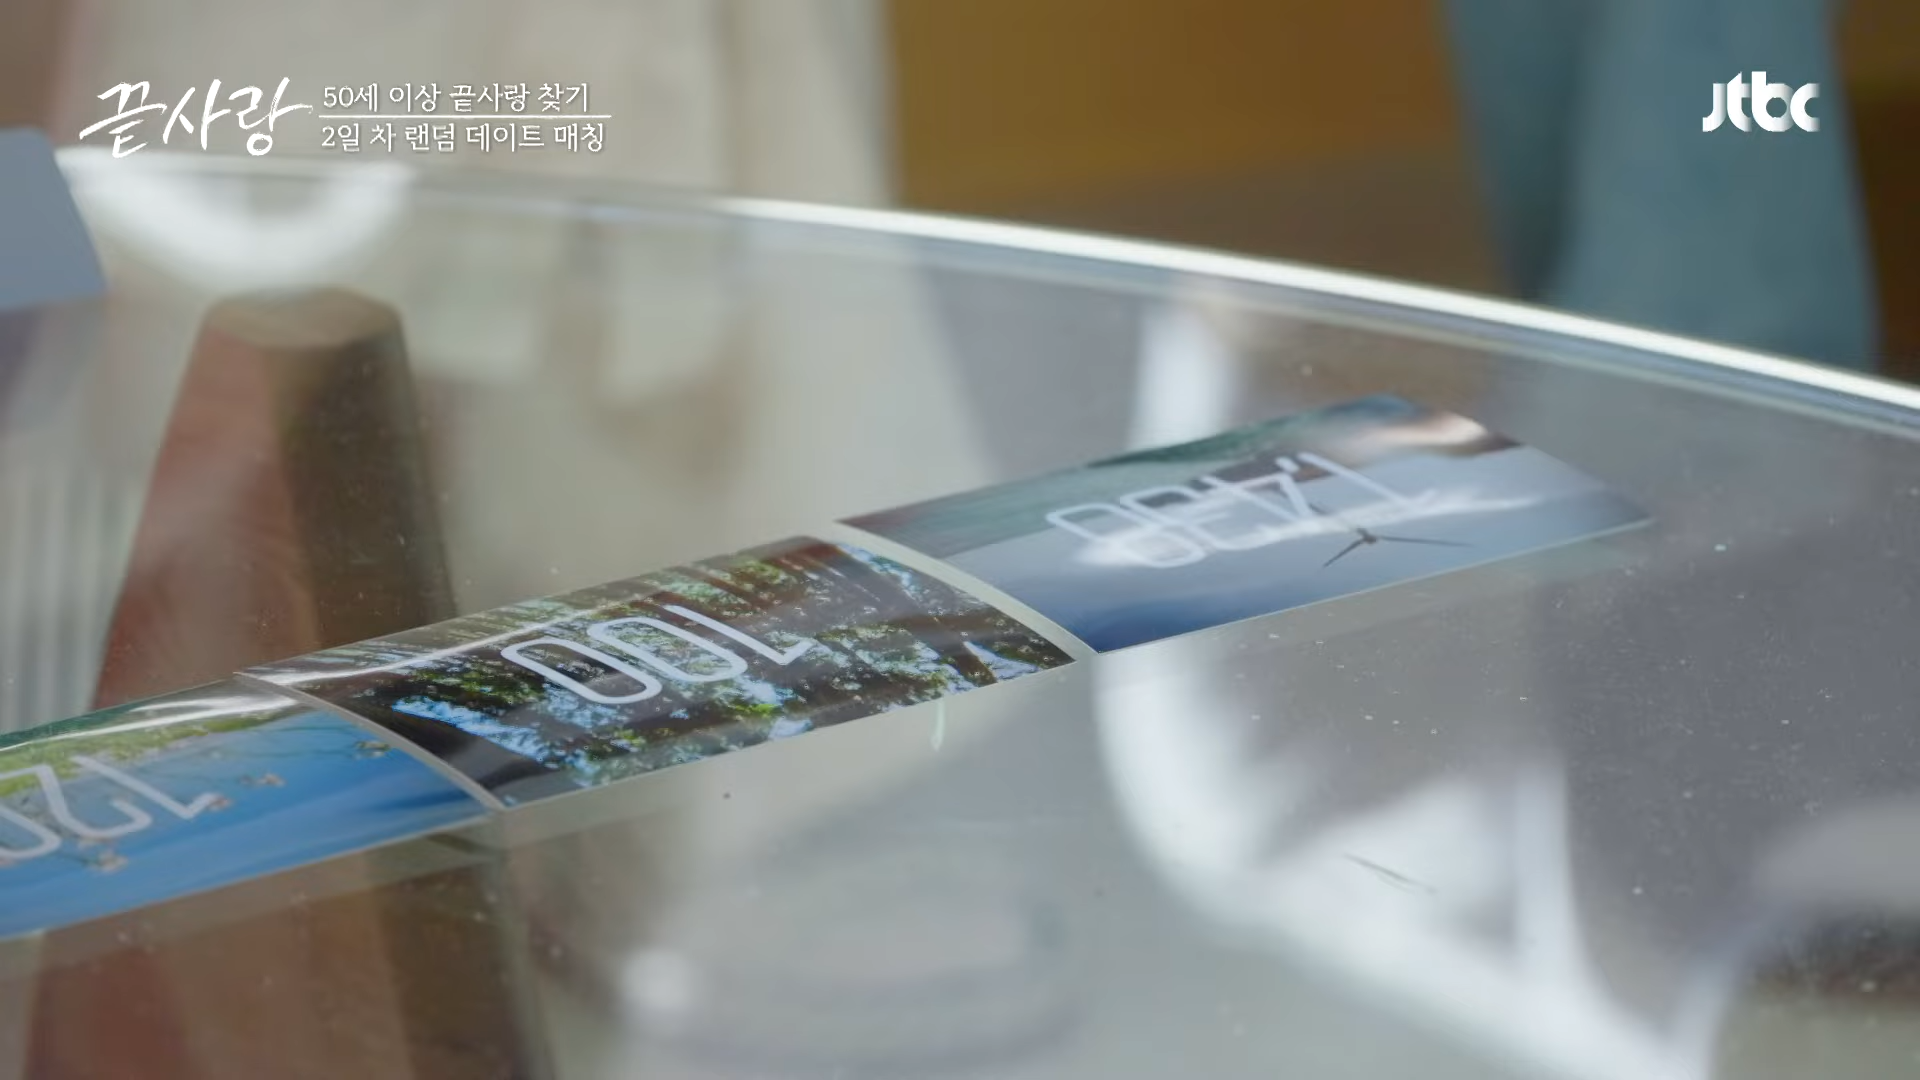 끝사랑
50세 이상 끝사랑 찾기
2일 차 랜덤 데이트 매칭
jtbc
100